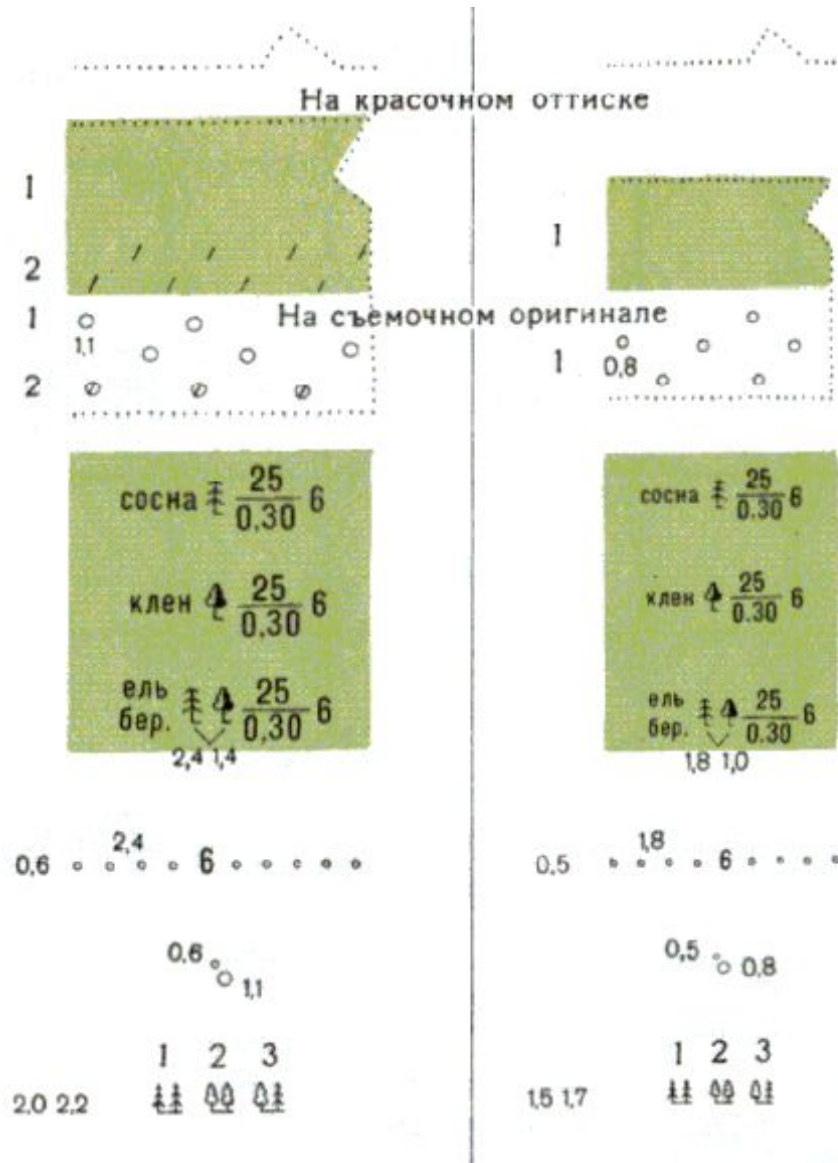 На красочном оттиске
1
2
1
На съемочном оригинале
1
1,1
2
1
0,8
сосна 25 6
0,30
клен 25 6
0,30
ель
бер. 25 6
0,30
2,4 1,4
сосна 25 6
0.30
клен 25 6
0.30
ель
бер. 25 6
0.30
1,8 1,0
0,6 2,4 6
0,5 1,8 6
0,6
1,1
0,5
0,8
1 2 3
2,0 2,2
1 2 3
1,5 1,7